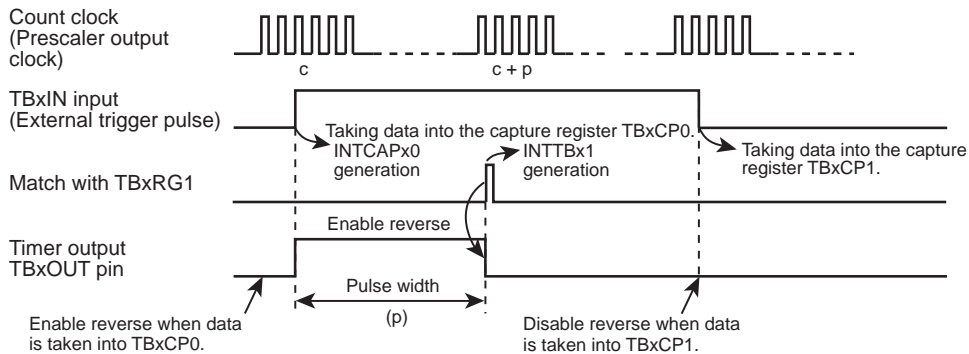 Count clock
(Prescaler output
clock)
c
c + p
TBxIN input
(External trigger pulse)
Taking data into the capture register TBxCP0.
INTCAPx0
generation
INTTBx1
generation
Taking data into the capture
register TBxCP1.
Match with TBxRG1
Enable reverse
Timer output
TBxOUT pin
Pulse width
(p)
Enable reverse when data
is taken into TBxCP0.
Disable reverse when data
is taken into TBxCP1.